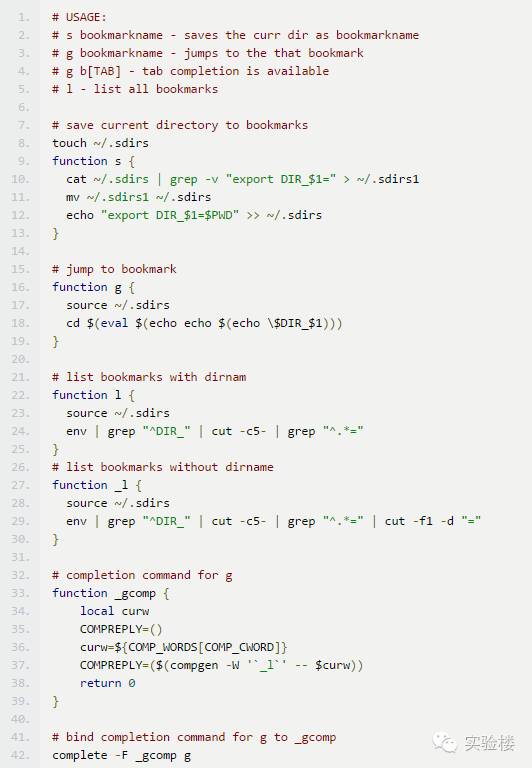 1. # USAGE:
2. # s bookmarkname - saves the curr dir as bookmarkname
3. # g bookmarkname - jumps to the that bookmark
4. # g b[TAB] - tab completion is available
5. # l - list all bookmarks
6.
7. # save current directory to bookmarks
8. touch ~/.sdirs
9. function s {
10.   cat ~/.sdirs | grep -v "export DIR_$1=" > ~/.sdirs1
11.   mv ~/.sdirs1 ~/.sdirs
12.   echo "export DIR_$1=$PWD" >> ~/.sdirs
13. }
14.
15. # jump to bookmark
16. function g {
17.   source ~/.sdirs
18.   cd $(eval $(echo echo $(echo \$DIR_$1)))
19. }
20.
21. # list bookmarks with dirnam
22. function l {
23.   source ~/.sdirs
24.   env | grep "^DIR_" | cut -c5- | grep "^.*="
25. }
26. # list bookmarks without dirname
27. function _l {
28.   source ~/.sdirs
29.   env | grep "^DIR_" | cut -c5- | grep "^.*=" | cut -f1 -d "="
30. }
31.
32. # completion command for g
33. function _gcomp {
34.     local curw
35.     COMPREPLY=()
36.     curw=${COMP_WORDS[COMP_CWORD]}
37.     COMPREPLY=($(compgen -W '`_l`' -- $curw))
38.     return 0
39. }
40.
41. # bind completion command for g to _gcomp
42. complete -F _gcomp g
实验楼